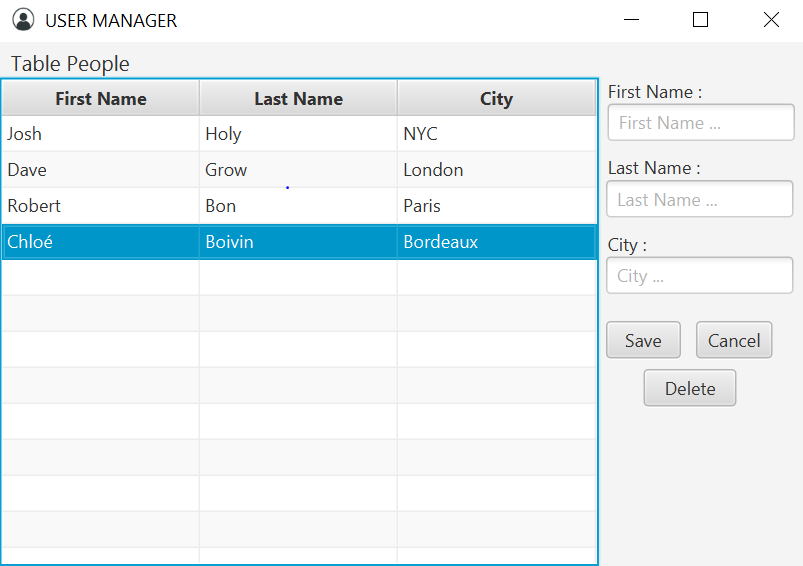 USER MANAGER
Table People
First Name Last Name City
Josh Holy NYC
Dave Grow London
Robert Bon Paris
Chloé Boivin Bordeaux
First Name :
First Name ...
Last Name :
Last Name ...
City :
City ...
Save Cancel
Delete